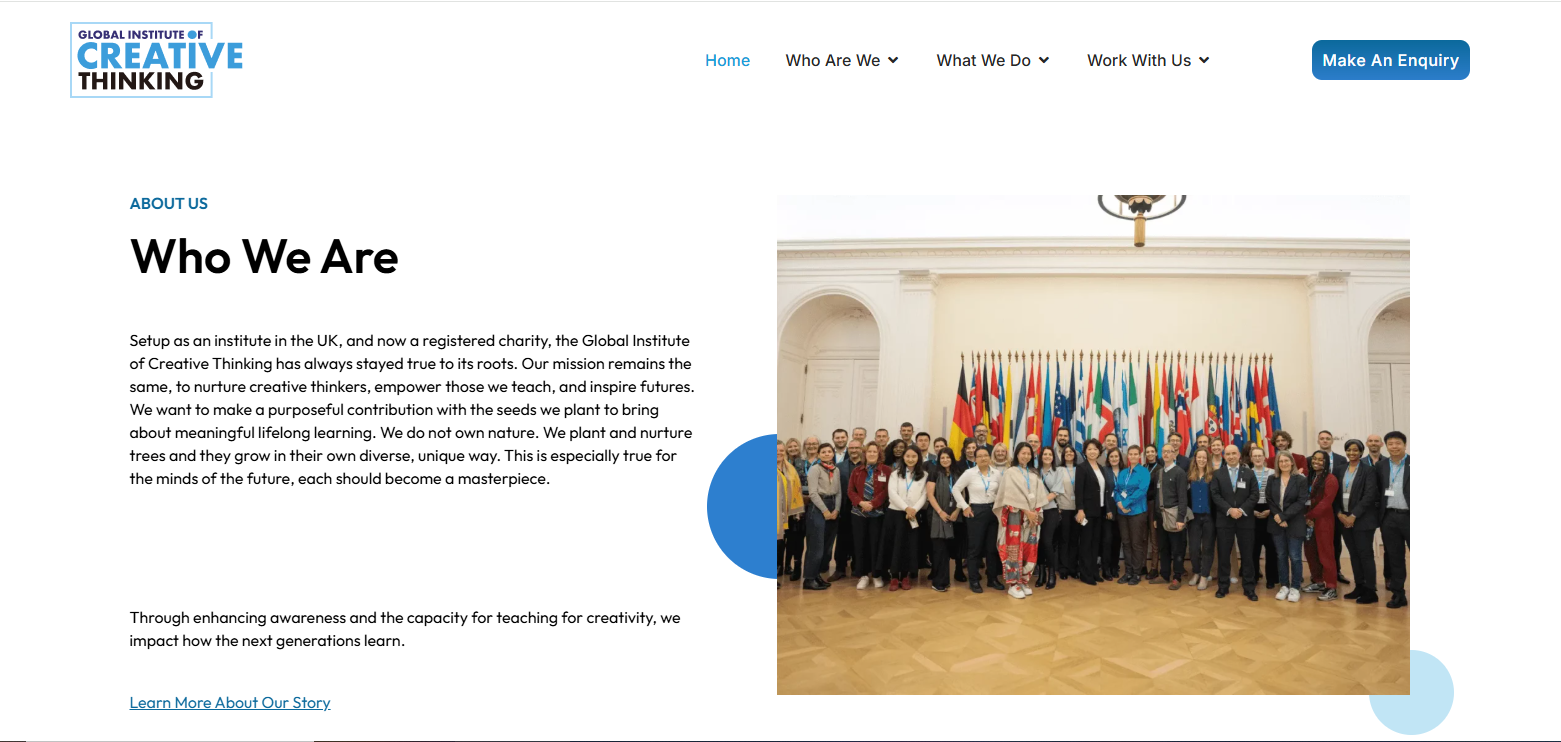 GLOBAL INSTITUTE OF
CREATIVE
THINKING
Home
Who Are We
What We Do
Work With Us
Make An Enquiry
ABOUT US
Who We Are
Setup as an institute in the UK, and now a registered charity, the Global Institute
of Creative Thinking has always stayed true to its roots. Our mission remains the
same, to nurture creative thinkers, empower those we teach, and inspire futures.
We want to make a purposeful contribution with the seeds we plant to bring
about meaningful lifelong learning. We do not own nature. We plant and nurture
trees and they grow in their own diverse, unique way. This is especially true for
the minds of the future, each should become a masterpiece.
Through enhancing awareness and the capacity for teaching for creativity, we
impact how the next generations learn.
Learn More About Our Story